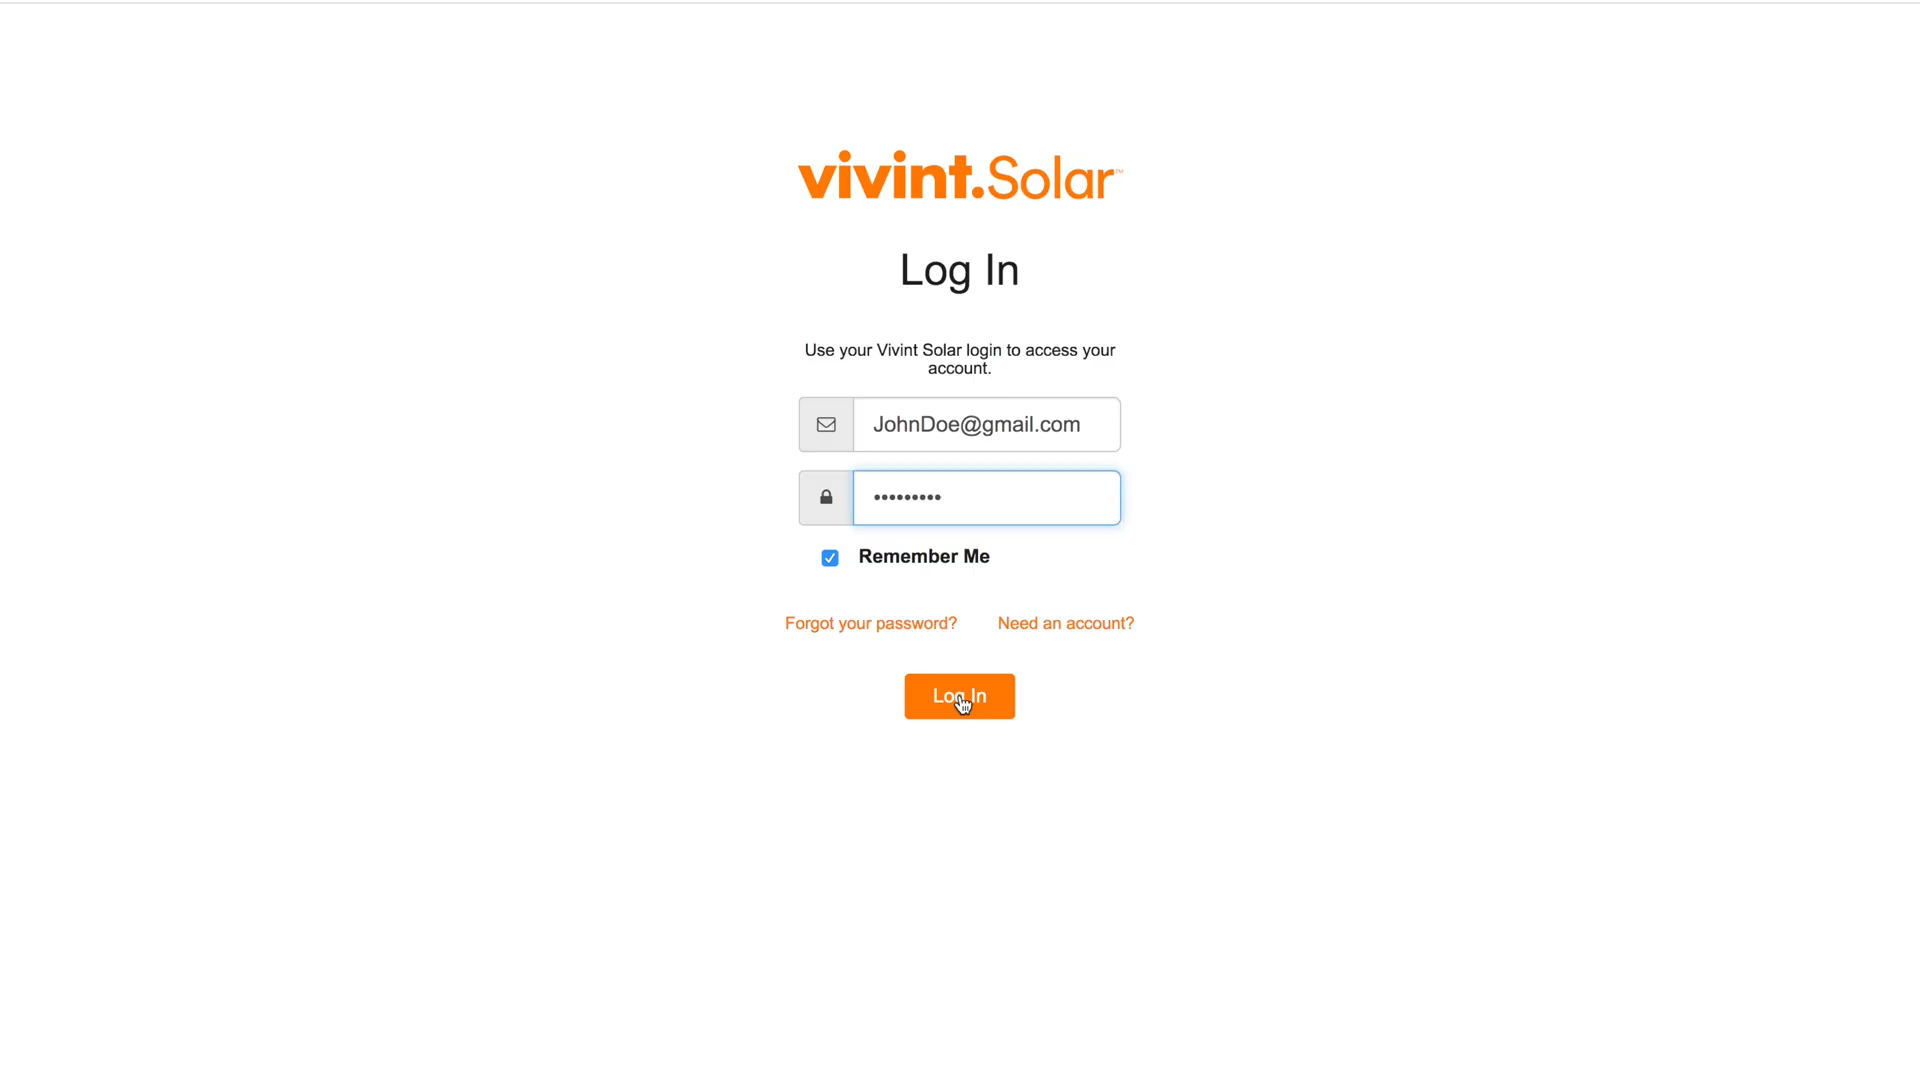 vivint.Solar™
Log In
Use your Vivint Solar login to access your
account.
JohnDoe@gmail.com
•••••••••
Remember Me
Forgot your password? Need an account?
Log In